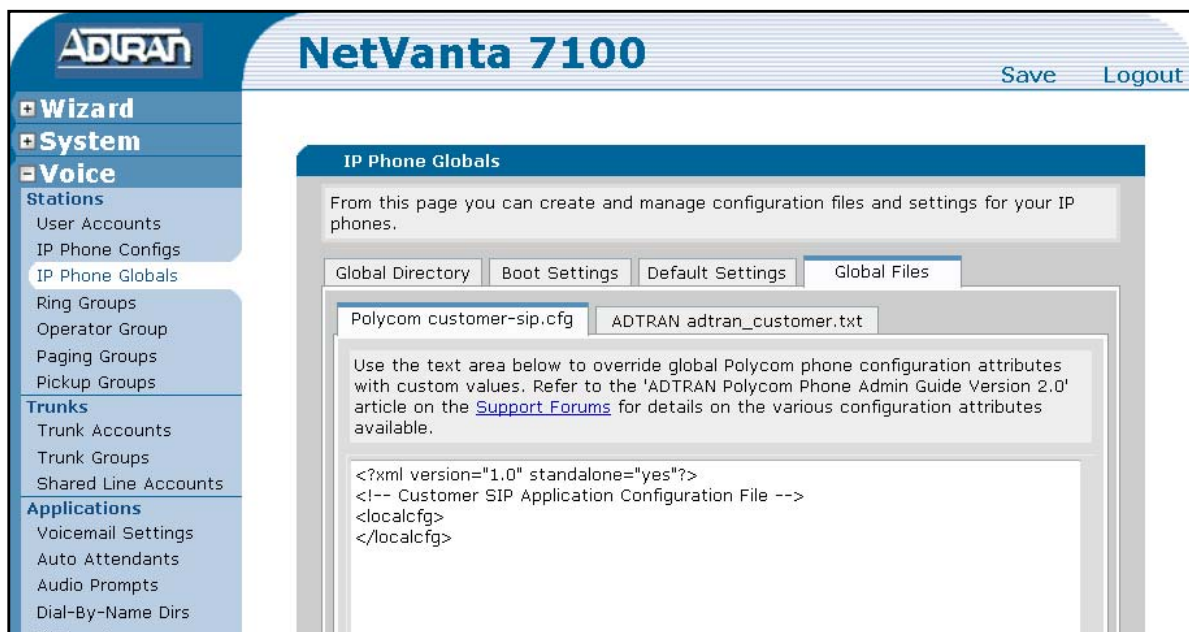 ADTRAN
NetVanta 7100
Save Logout
Wizard
System
Voice
Stations
User Accounts
IP Phone Configs
IP Phone Globals
Ring Groups
Operator Group
Paging Groups
Pickup Groups
Trunks
Trunk Accounts
Trunk Groups
Shared Line Accounts
Applications
Voicemail Settings
Auto Attendants
Audio Prompts
Dial-By-Name Dirs
IP Phone Globals
From this page you can create and manage configuration files and settings for your IP
phones.
Global Directory Boot Settings Default Settings Global Files
Polycom customer-sip.cfg ADTRAN adtran_customer.txt
Use the text area below to override global Polycom phone configuration attributes
with custom values. Refer to the 'ADTRAN Polycom Phone Admin Guide Version 2.0'
article on the Support Forums for details on the various configuration attributes
available.
<?xml version="1.0" standalone="yes"?>
<!-- Customer SIP Application Configuration File -->
<localcfg>
</localcfg>